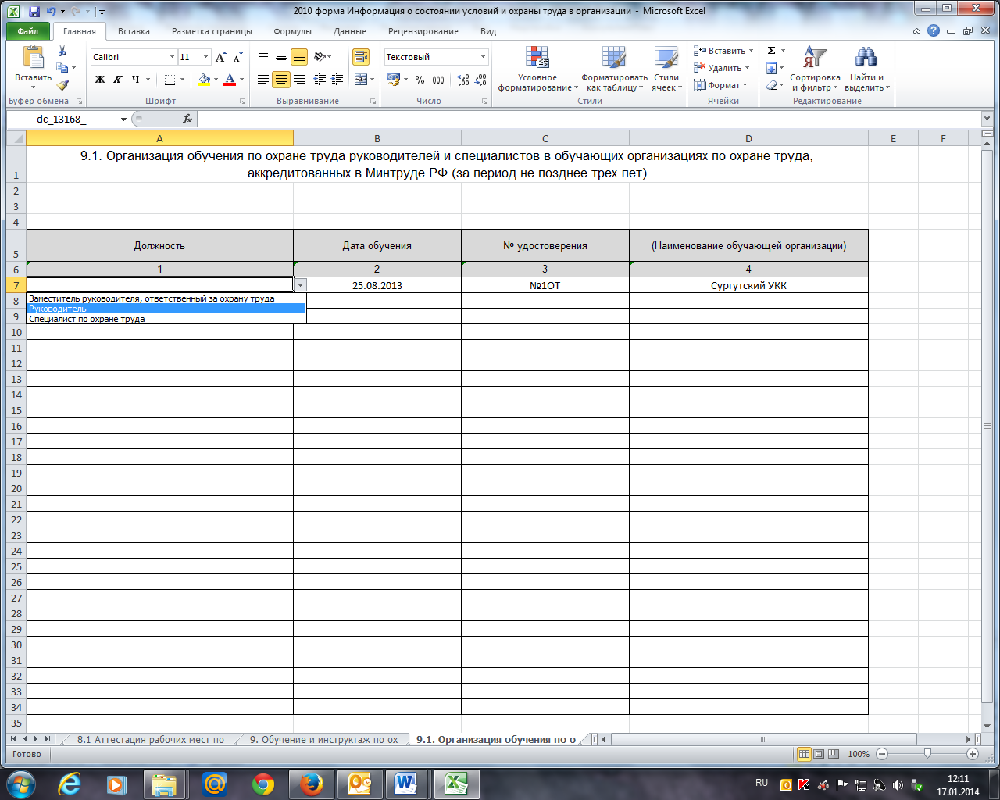 2010 форма Информация о состоянии условий и охраны труда в организации - Microsoft Excel
Файл Главная Вставка Разметка страницы Формулы Данные Рецензирование Вид
Вставить
Буфер обмена
Calibri 11
Ж К Ч
Шрифт
Выравнивание
Текстовый
% 000
Число
Условное форматирование
Форматировать как таблицу
Стили ячеек
Стили
Вставить
Удалить
Формат
Ячейки
Σ
Сортировка и фильтр
Найти и выделить
Редактирование
dc_13168_ fx
A B C D E F
1 9.1. Организация обучения по охране труда руководителей и специалистов в обучающих организациях по охране труда,
аккредитованных в Минтруде РФ (за период не позднее трех лет)
2
3
4
5 Должность Дата обучения № удостоверения (Наименование обучающей организации)
6 1 2 3 4
7 25.08.2013 №1ОТ Сургутский УКК
8 Заместитель руководителя, ответственный за охрану труда
Руководитель
9 Специалист по охране труда
10
11
12
13
14
15
16
17
18
19
20
21
22
23
24
25
26
27
28
29
30
31
32
33
34
35
8.1 Аттестация рабочих мест по 9. Обучение и инструктаж по ох 9.1. Организация обучения по о
Готово 100%
RU 12:11
17.01.2014